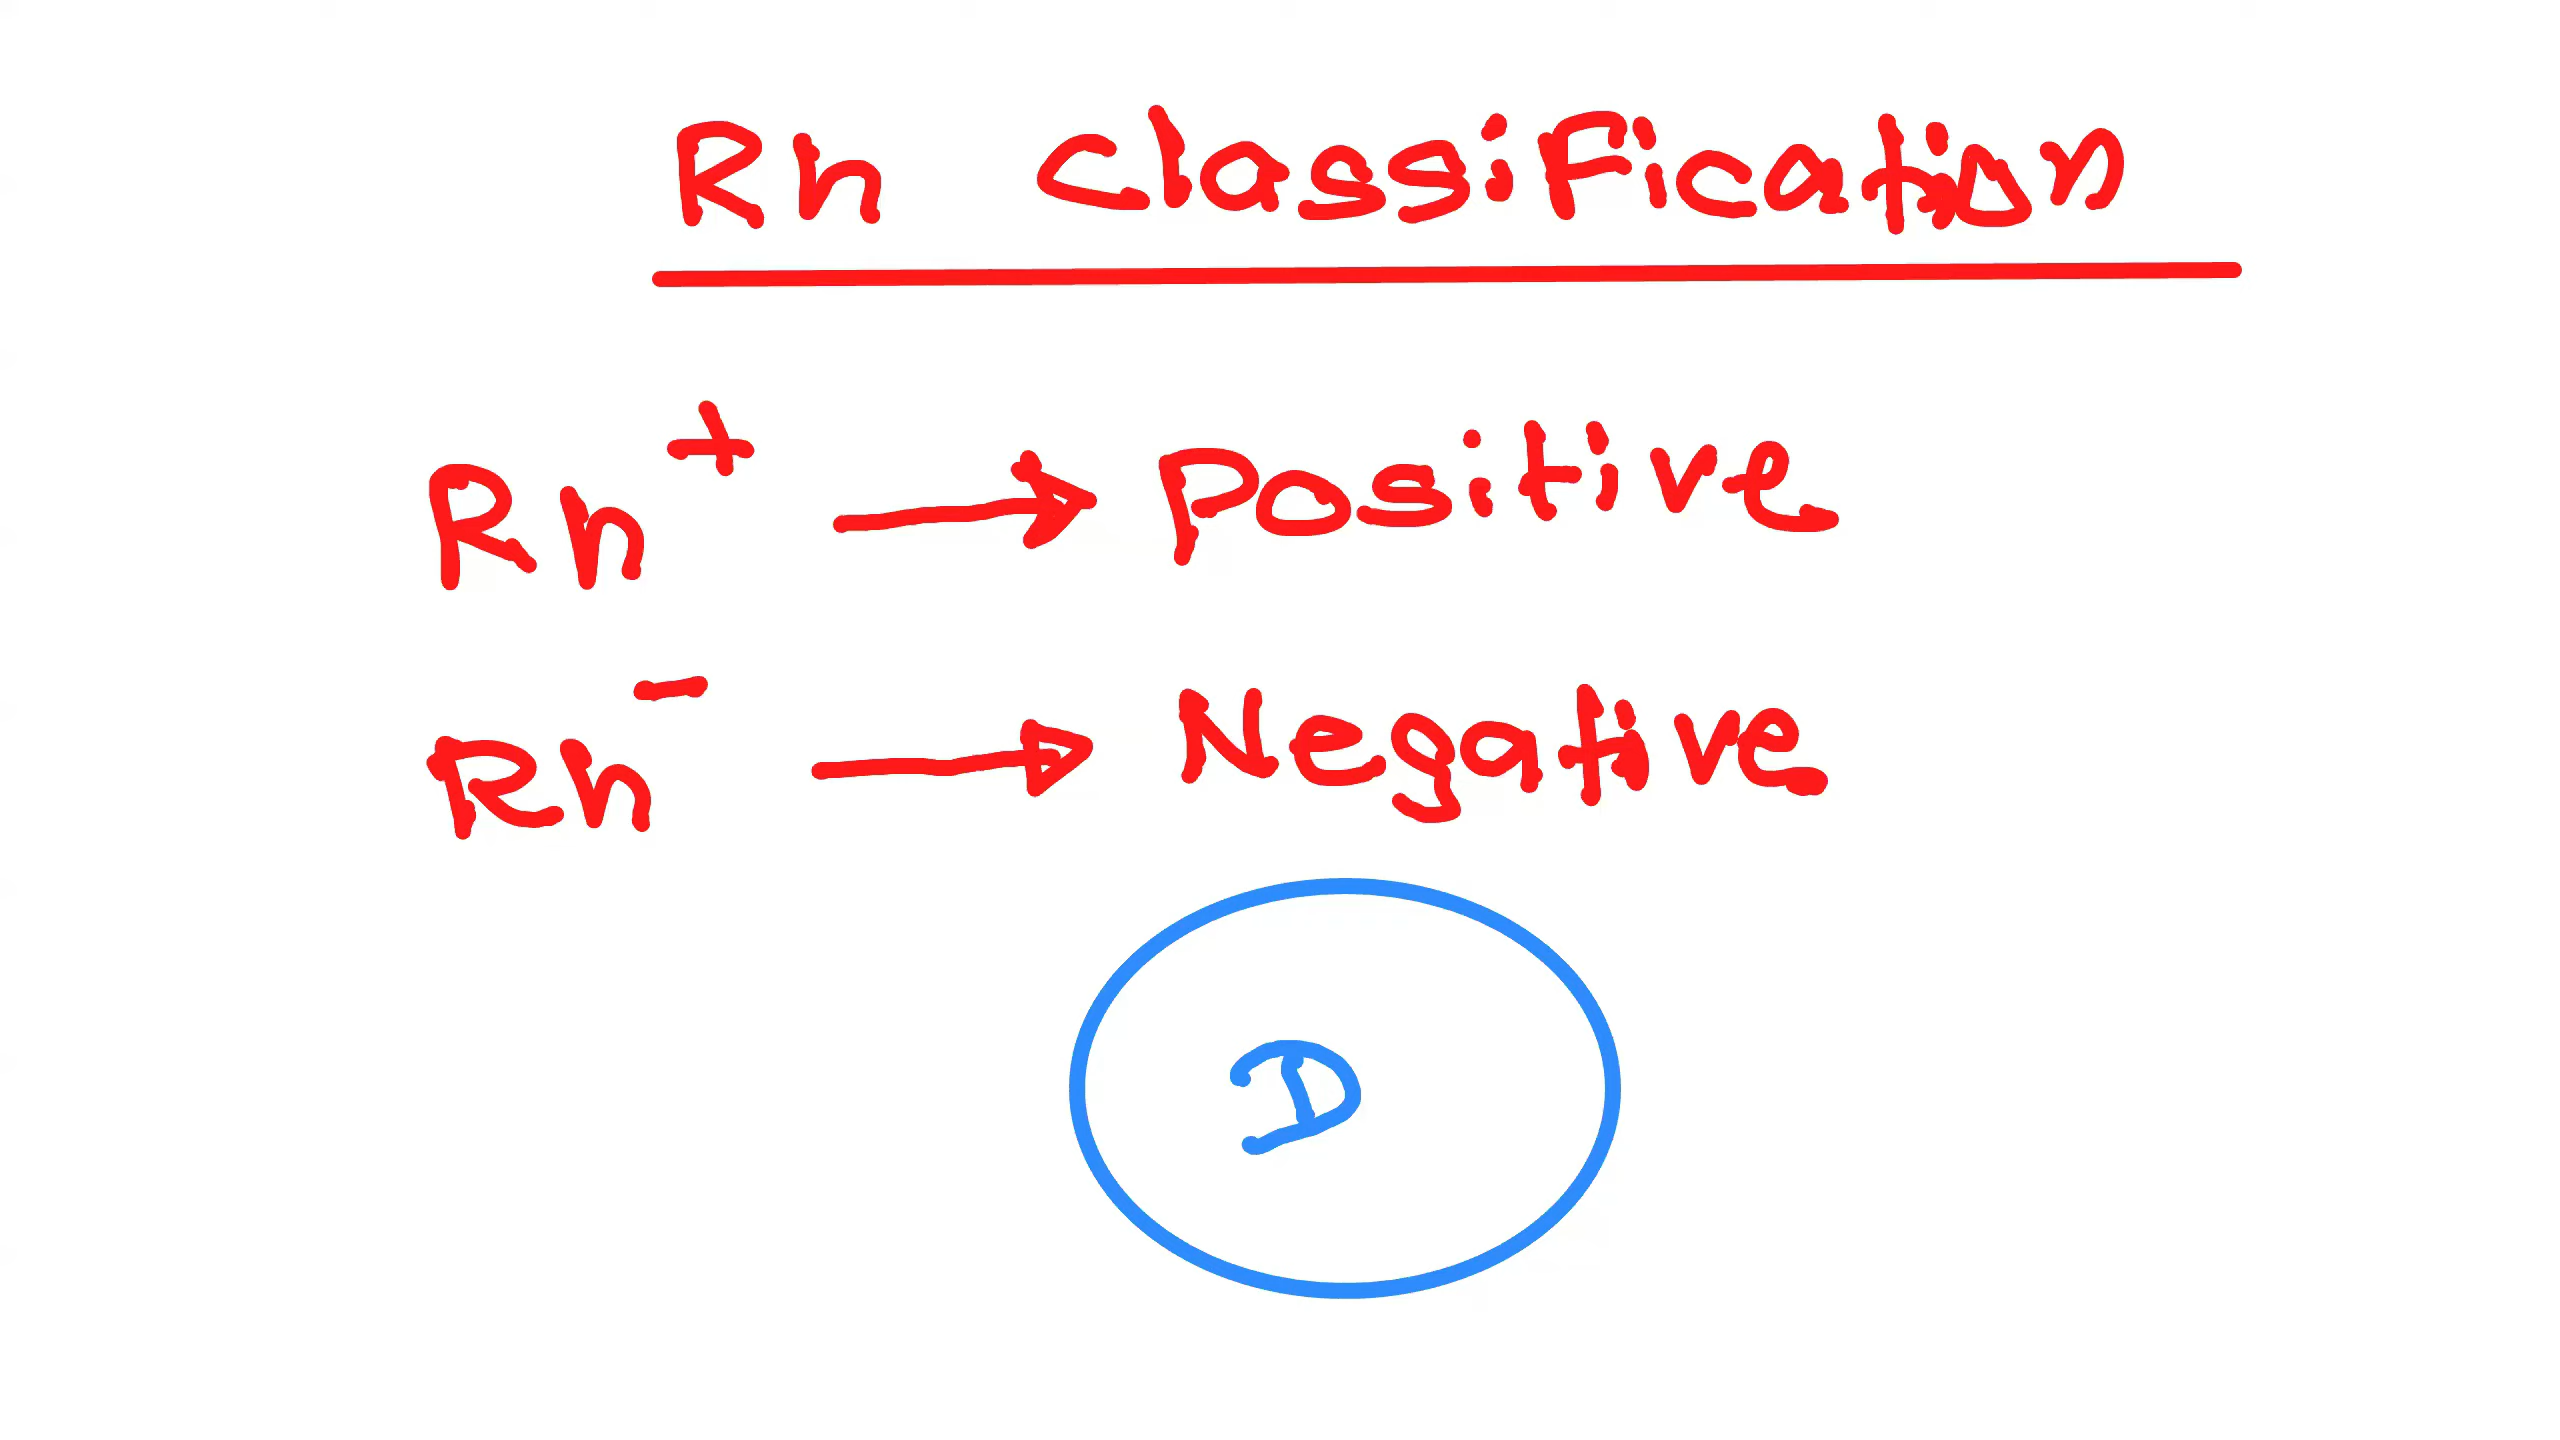 Rh classification
Rh+ → Positive
Rh- → Negative
D